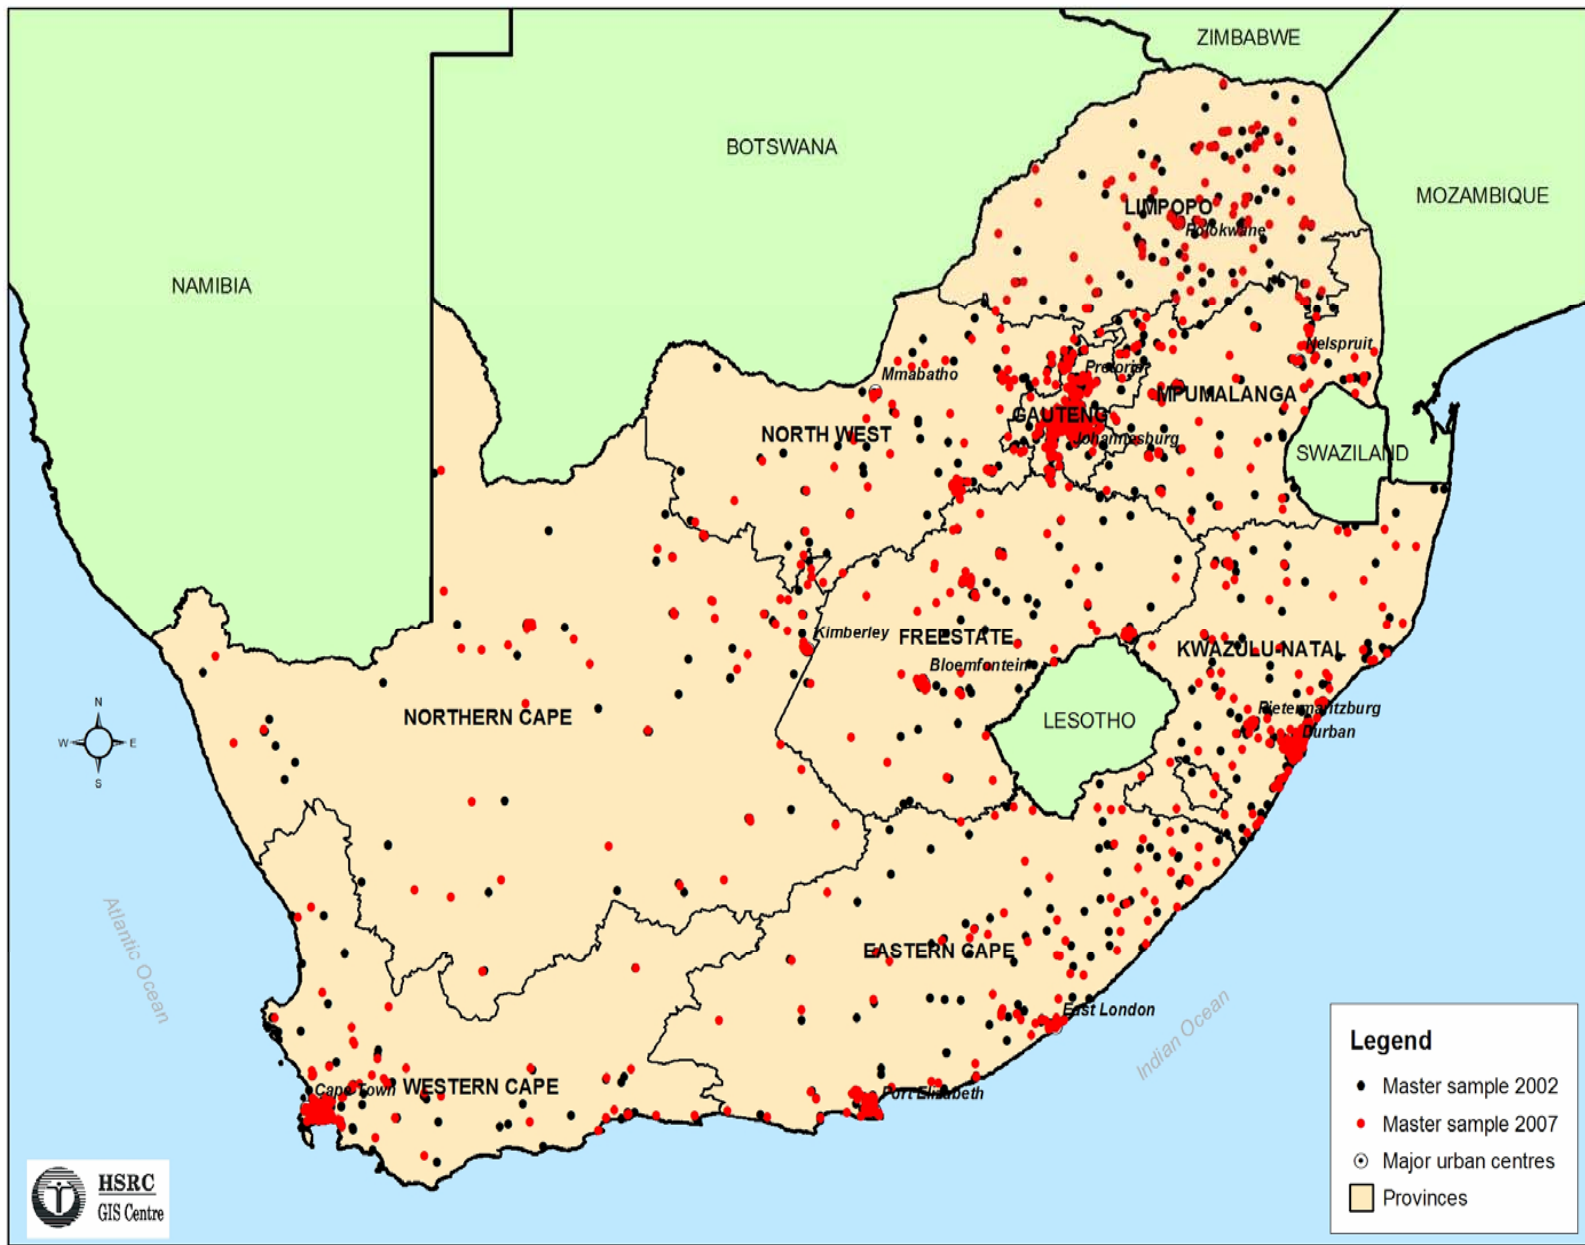 ZIMBABWE
BOTSWANA
MOZAMBIQUE
NAMIBIA
LIMPOPO
Polokwane
Nelspruit
Pretoria
Mmabatho
MPUMALANGA
GAUTENG
NORTH WEST
Johannesburg
SWAZILAND
Kimberley
FREESTATE
KWAZULU-NATAL
Bloemfontein
NORTHERN CAPE
LESOTHO
Pietermaritzburg
Durban
N
W
E
S
Atlantic Ocean
EASTERN CAPE
East London
Indian Ocean
WESTERN CAPE
Cape Town
Port Elizabeth
Legend
Master sample 2002
Master sample 2007
Major urban centres
Provinces
HSRC
GIS Centre